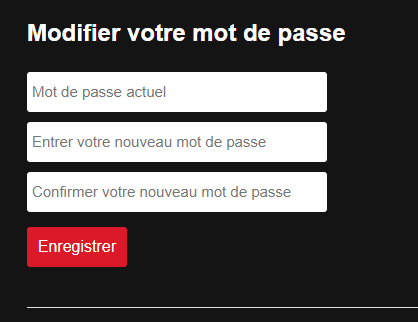 Modifier votre mot de passe
Mot de passe actuel
Entrer votre nouveau mot de passe
Confirmer votre nouveau mot de passe
Enregistrer